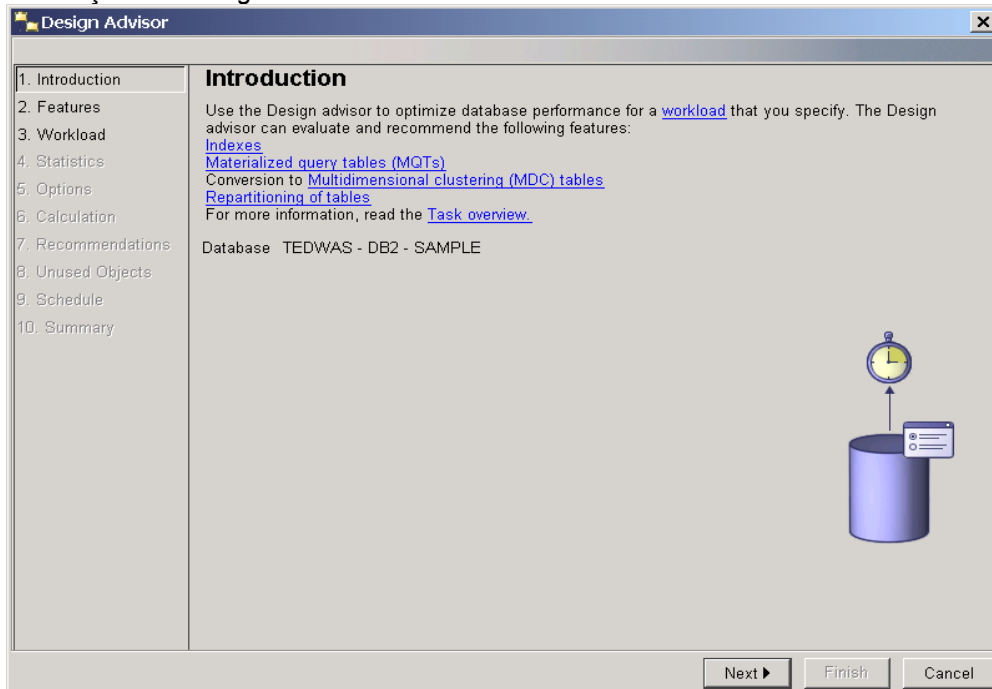 Design Advisor
1. Introduction
2. Features
3. Workload
4. Statistics
5. Options
6. Calculation
7. Recommendations
8. Unused Objects
9. Schedule
10. Summary
Introduction
Use the Design advisor to optimize database performance for a workload that you specify. The Design
advisor can evaluate and recommend the following features:
Indexes
Materialized query tables (MQTs)
Conversion to Multidimensional clustering (MDC) tables
Repartitioning of tables
For more information, read the Task overview.
Database TEDWAS - DB2 - SAMPLE
Next
Finish
Cancel